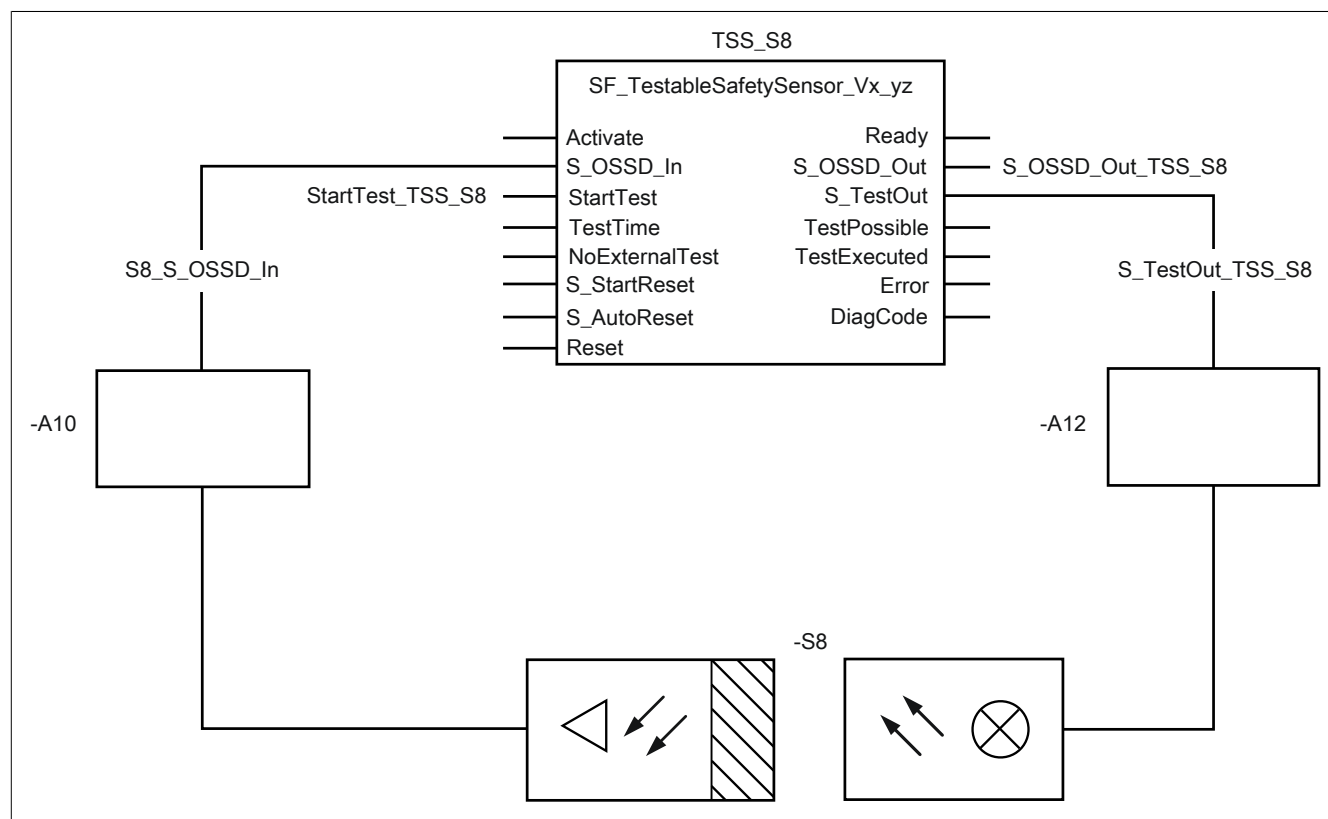 TSS_S8
SF_TestableSafetySensor_Vx_yz
Activate Ready
S_OSSD_In S_OSSD_Out S_OSSD_Out_TSS_S8
StartTest_TSS_S8 StartTest S_TestOut
TestTime TestPossible
NoExternalTest TestExecuted
S8_S_OSSD_In S_TestOut_TSS_S8
S_StartReset Error
S_AutoReset DiagCode
Reset
-A10 -A12
-S8